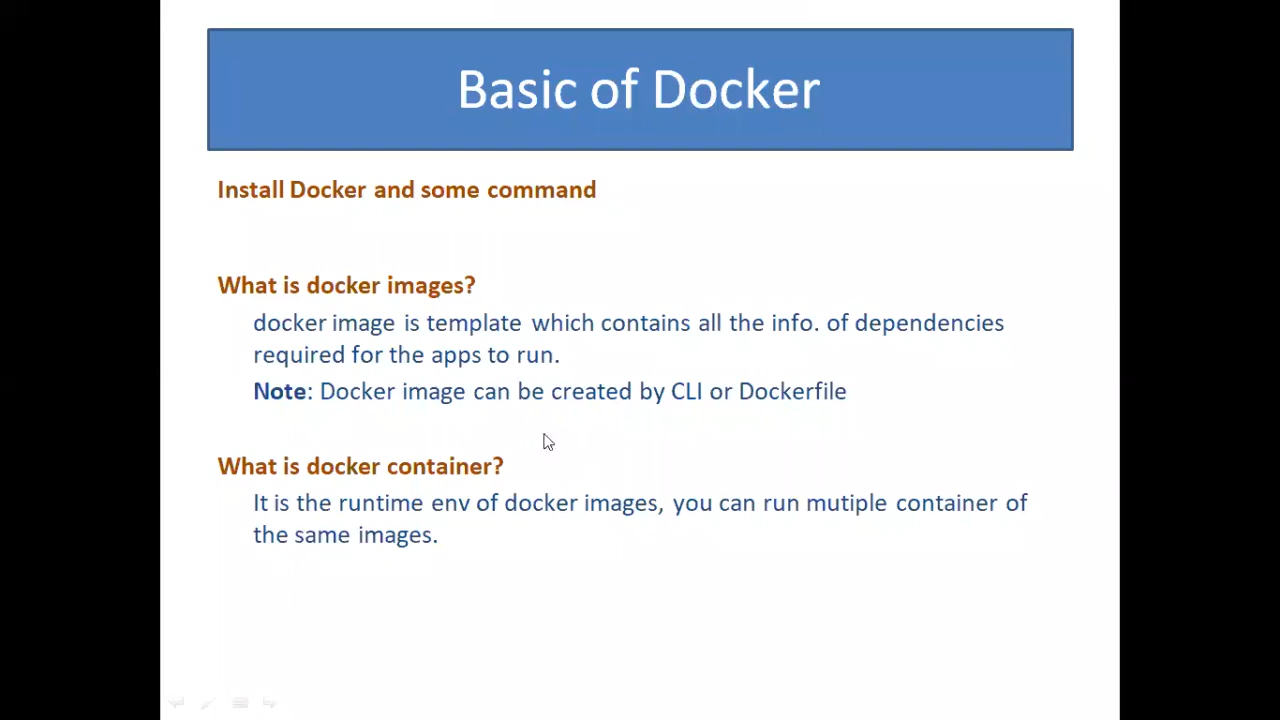 Basic of Docker
Install Docker and some command
What is docker images?
docker image is template which contains all the info. of dependencies
required for the apps to run.
Note: Docker image can be created by CLI or Dockerfile
What is docker container?
It is the runtime env of docker images, you can run mutiple container of
the same images.